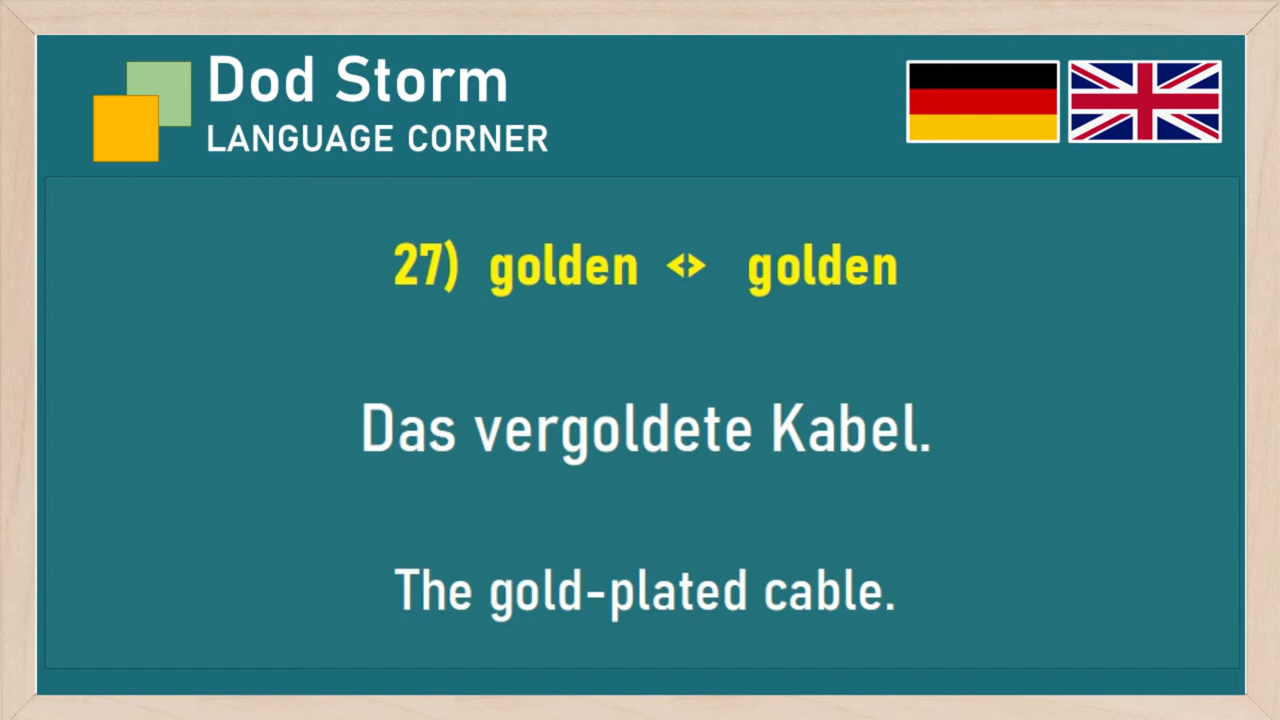 Dod Storm
LANGUAGE CORNER
27) golden <> golden
Das vergoldete Kabel.
The gold-plated cable.